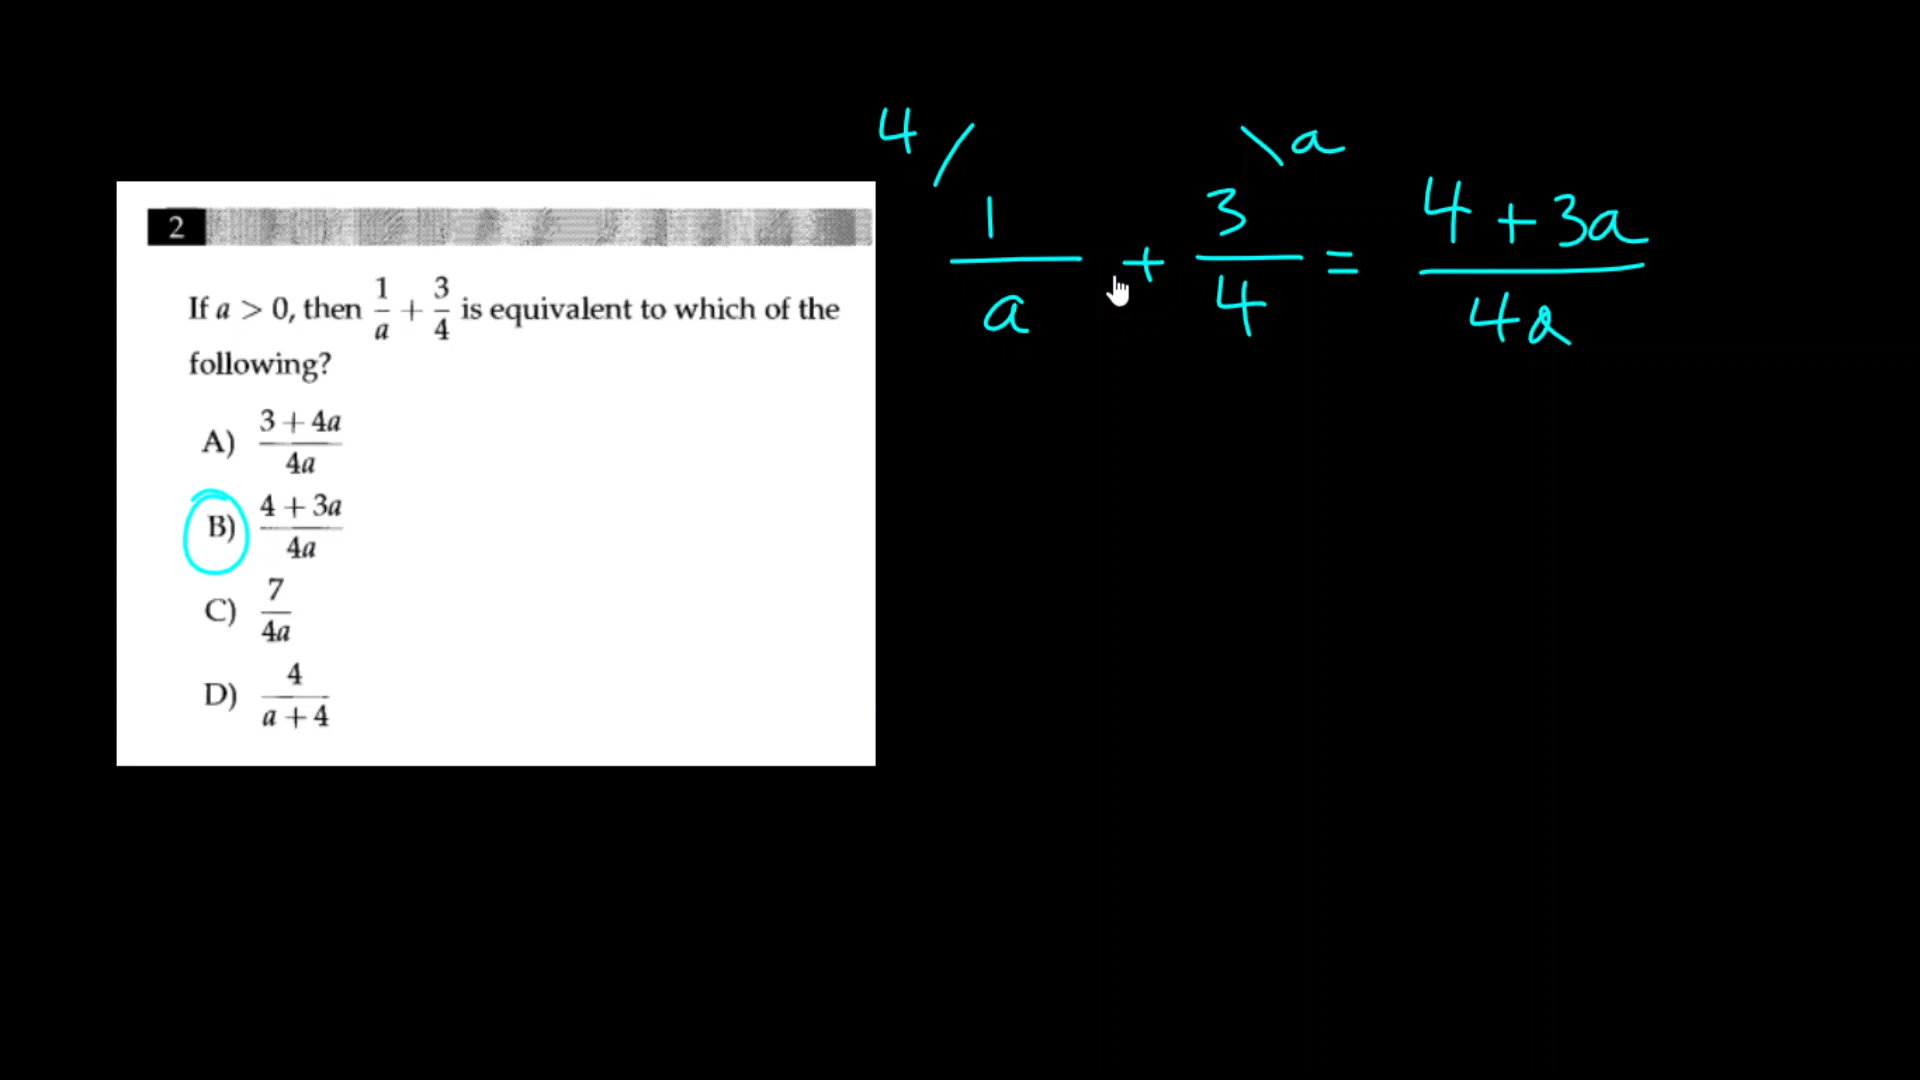 2
If a > 0, then 1/a + 3/4 is equivalent to which of the
following?
A) 3 + 4a / 4a
B) 4 + 3a / 4a
C) 7 / 4a
D) 4 / a + 4
4/ \a
1/a + 3/4 = 4 + 3a / 4a